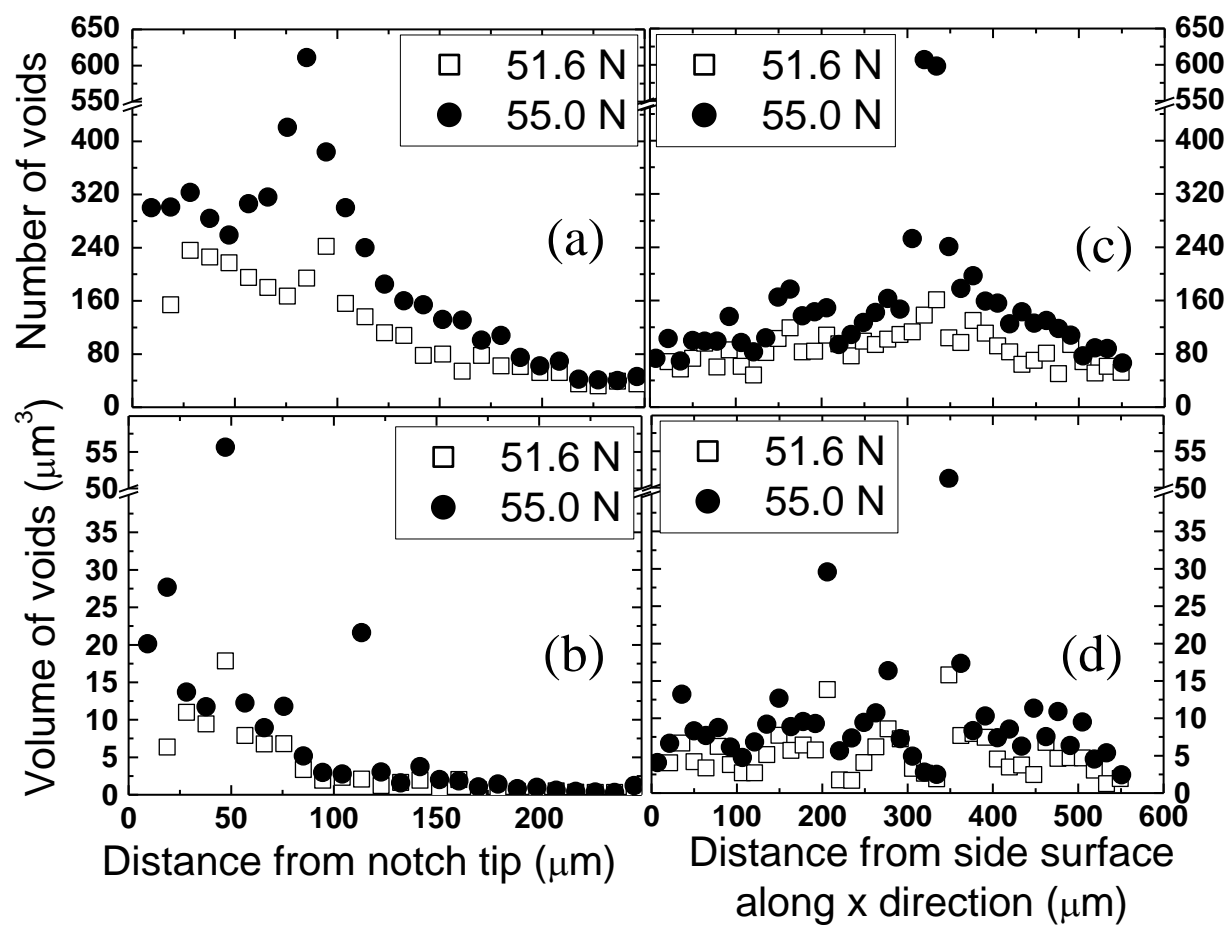 650
600
550
400
320
240
160
80
0
Number of voids
51.6 N
55.0 N
(a)
650
600
550
400
320
240
160
80
0
51.6 N
55.0 N
(c)
55
50
35
30
25
20
15
10
5
0
Volume of voids (μm³)
51.6 N
55.0 N
(b)
55
50
35
30
25
20
15
10
5
0
51.6 N
55.0 N
(d)
0 50 100 150 200
Distance from notch tip (μm)
0 100 200 300 400 500 600
Distance from side surface
along x direction (μm)